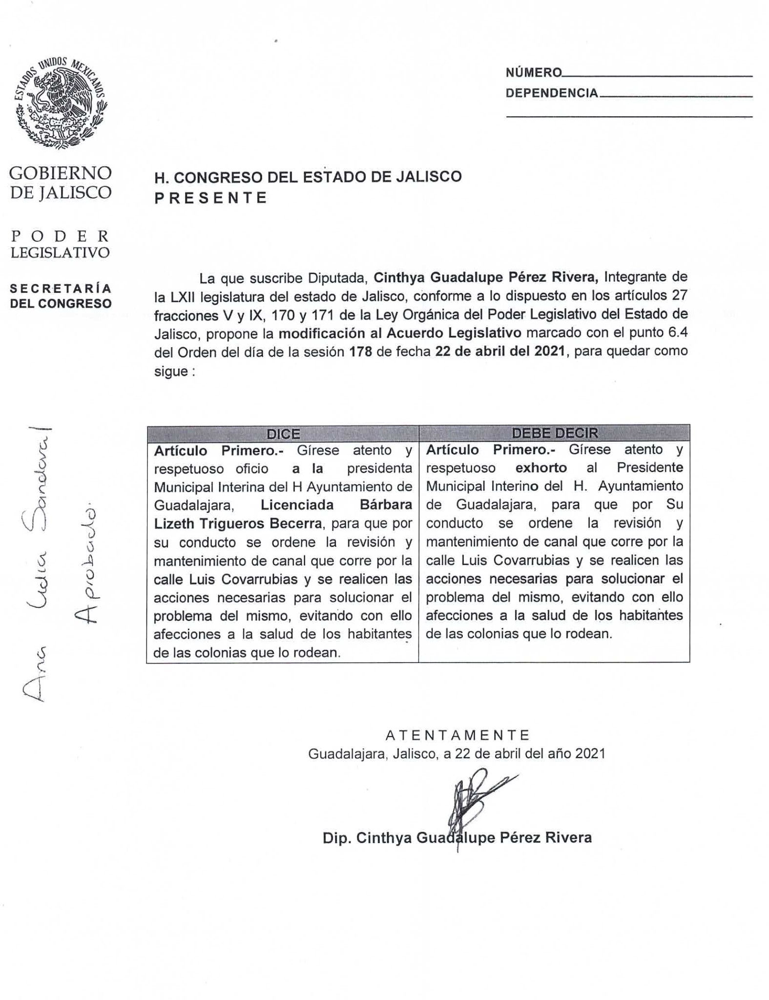 ESTADOS UNIDOS MEXICANOS
NÚMERO
DEPENDENCIA
GOBIERNO
DE JALISCO
PODER
LEGISLATIVO
SECRETARÍA
DEL CONGRESO
H. CONGRESO DEL ESTADO DE JALISCO
PRESENTE
La que suscribe Diputada, Cinthya Guadalupe Pérez Rivera, Integrante de
la LXII legislatura del estado de Jalisco, conforme a lo dispuesto en los artículos 27
fracciones V y IX, 170 y 171 de la Ley Orgánica del Poder Legislativo del Estado de
Jalisco, propone la modificación al Acuerdo Legislativo marcado con el punto 6.4
del Orden del día de la sesión 178 de fecha 22 de abril del 2021, para quedar como
sigue :
DICE
Artículo Primero.- Gírese atento y
respetuoso oficio a la presidenta
Municipal Interina del H Ayuntamiento de
Guadalajara, Licenciada Bárbara
Lizeth Trigueros Becerra, para que por
su conducto se ordene la revisión y
mantenimiento de canal que corre por la
calle Luis Covarrubias y se realicen las
acciones necesarias para solucionar el
problema del mismo, evitando con ello
afecciones a la salud de los habitantes
de las colonias que lo rodean.
DEBE DECIR
Artículo Primero.- Gírese atento y
respetuoso exhorto al Presidente
Municipal Interino del H. Ayuntamiento
de Guadalajara, para que por Su
conducto se ordene la revisión y
mantenimiento de canal que corre por la
calle Luis Covarrubias y se realicen las
acciones necesarias para solucionar el
problema del mismo, evitando con ello
afecciones a la salud de los habitantes
de las colonias que lo rodean.
Ana Lidia Sandoval
Aprobado.
ATENTAMENTE
Guadalajara, Jalisco, a 22 de abril del año 2021
Dip. Cinthya Guadalupe Pérez Rivera